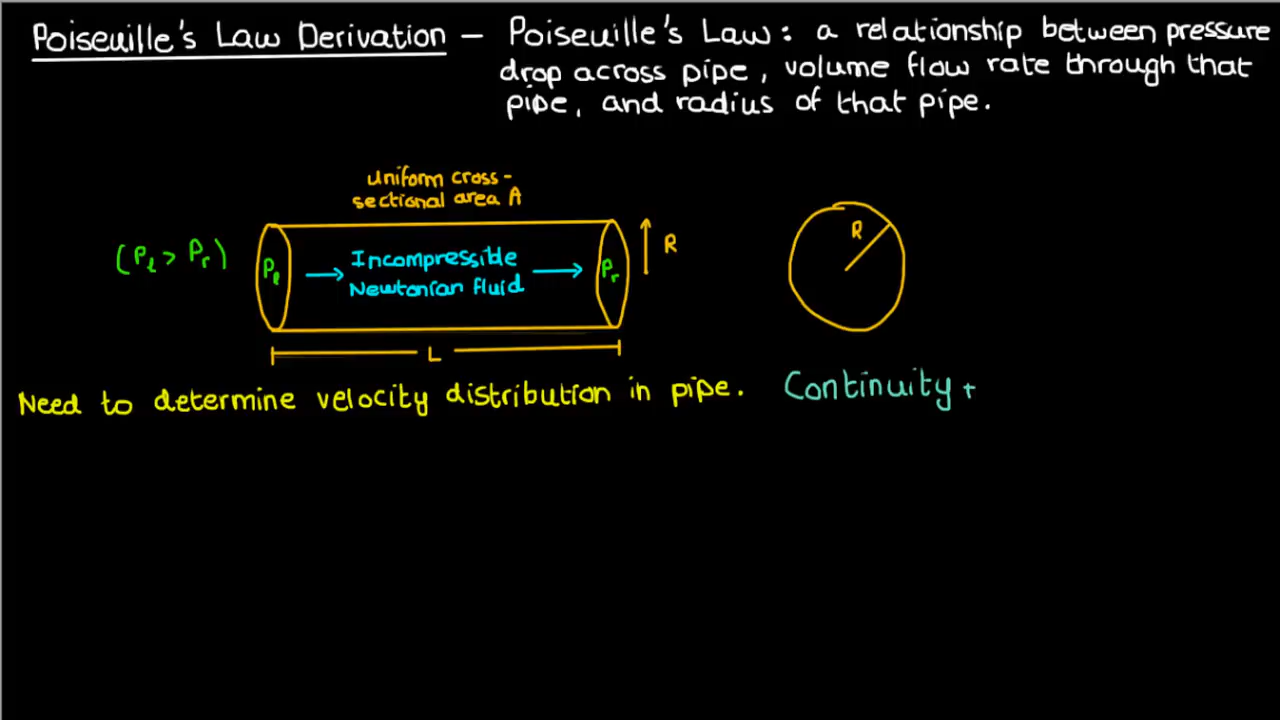 Poiseuille's Law Derivation – Poiseuille's Law: a relationship between pressure
drop across pipe, volume flow rate through that
pipe, and radius of that pipe.
Uniform cross-
sectional area A
(Pl > Pr)
Pl
Incompressible
Newtonian fluid
Pr
R
R
L
Need to determine velocity distribution in pipe. Continuity +